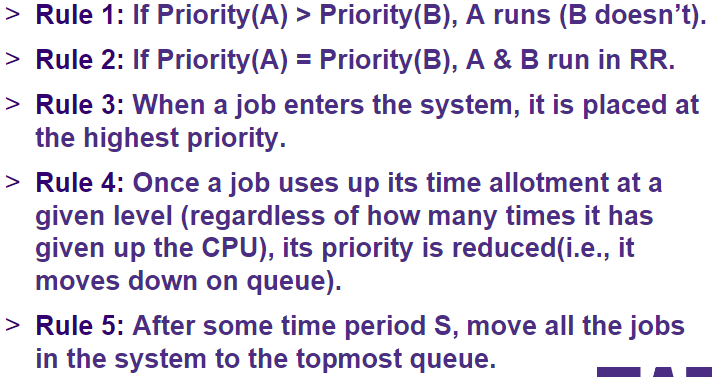 > Rule 1: If Priority(A) > Priority(B), A runs (B doesn't).
> Rule 2: If Priority(A) = Priority(B), A & B run in RR.
> Rule 3: When a job enters the system, it is placed at
the highest priority.
> Rule 4: Once a job uses up its time allotment at a
given level (regardless of how many times it has
given up the CPU), its priority is reduced(i.e., it
moves down on queue).
> Rule 5: After some time period S, move all the jobs
in the system to the topmost queue.